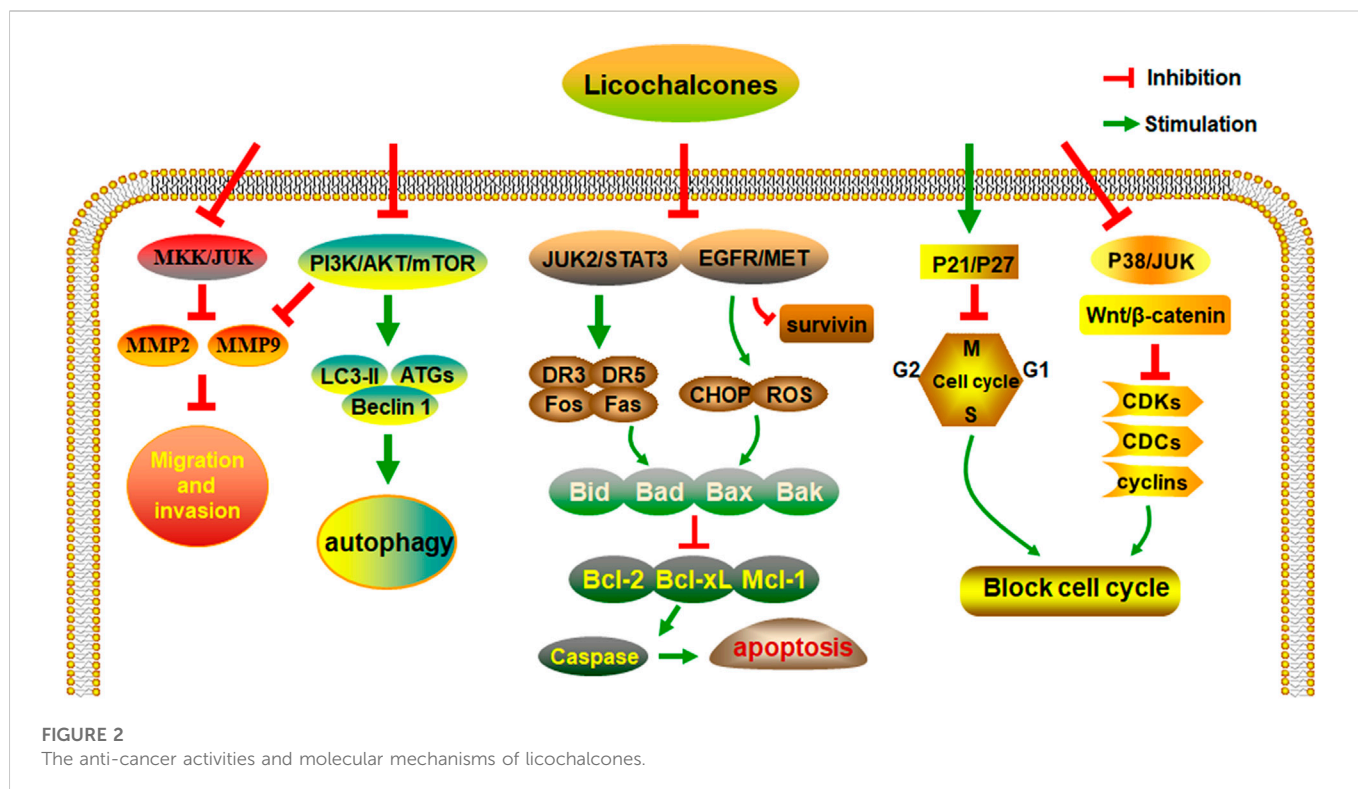 Licochalcones
Inhibition
Stimulation
MKK/JUK
PI3K/AKT/mTOR
JUK2/STAT3
EGFR/MET
P21/P27
P38/JUK
Wnt/β-catenin
MMP2
MMP9
survivin
LC3-II
ATGs
Beclin 1
DR3
DR5
Fos
Fas
CHOP
ROS
G2
M
Cell cycle
S
G1
CDKs
CDCs
cyclins
Migration
and
invasion
autophagy
Bid
Bad
Bax
Bak
Bcl-2
Bcl-xL
Mcl-1
Block cell cycle
Caspase
apoptosis
FIGURE 2
The anti-cancer activities and molecular mechanisms of licochalcones.